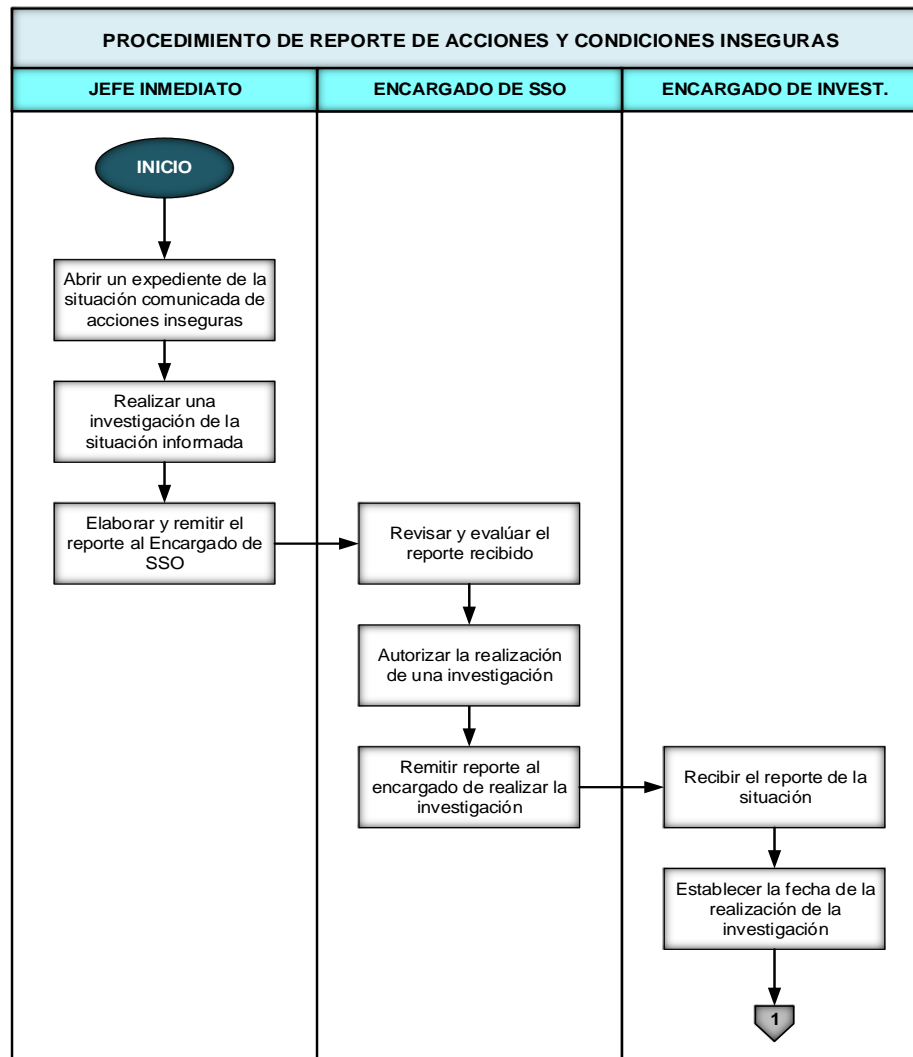 PROCEDIMIENTO DE REPORTE DE ACCIONES Y CONDICIONES INSEGURAS
JEFE INMEDIATO
ENCARGADO DE SSO
ENCARGADO DE INVEST.
INICIO
Abrir un expediente de la
situación comunicada de
acciones inseguras
Realizar una
investigación de la
situación informada
Elaborar y remitir el
reporte al Encargado de
SSO
Revisar y evalúar el
reporte recibido
Autorizar la realización
de una investigación
Remitir reporte al
encargado de realizar la
investigación
Recibir el reporte de la
situación
Establecer la fecha de la
realización de la
investigación
1